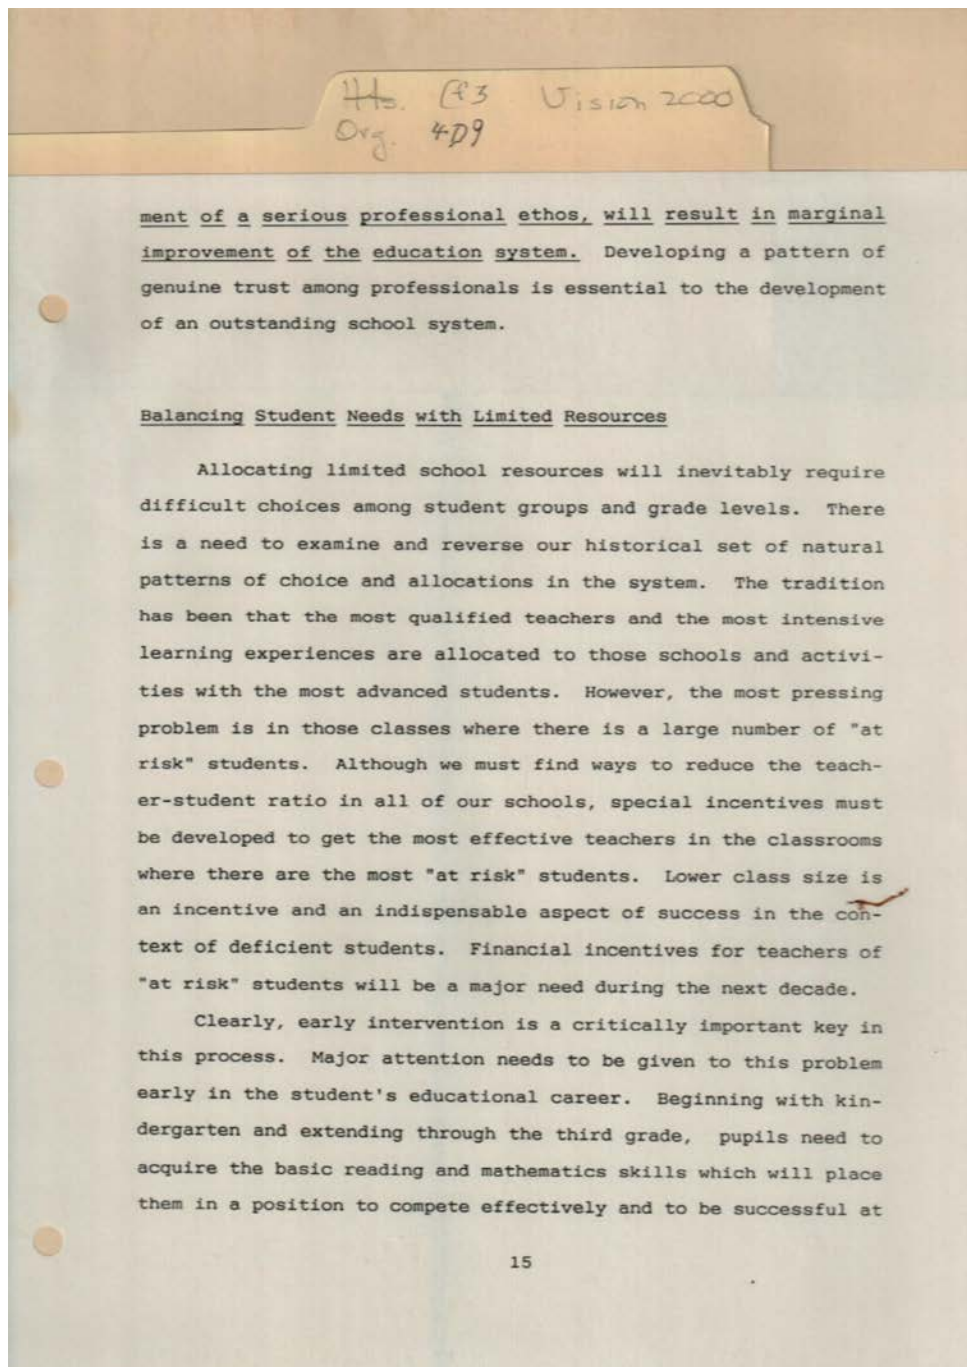 Hts. Cf3 Vision 2000
Org. 4-D9
ment of a serious professional ethos, will result in marginal
improvement of the education system. Developing a pattern of
genuine trust among professionals is essential to the development
of an outstanding school system.
Balancing Student Needs with Limited Resources
Allocating limited school resources will inevitably require
difficult choices among student groups and grade levels. There
is a need to examine and reverse our historical set of natural
patterns of choice and allocations in the system. The tradition
has been that the most qualified teachers and the most intensive
learning experiences are allocated to those schools and activi-
ties with the most advanced students. However, the most pressing
problem is in those classes where there is a large number of "at
risk" students. Although we must find ways to reduce the teach-
er-student ratio in all of our schools, special incentives must
be developed to get the most effective teachers in the classrooms
where there are the most "at risk" students. Lower class size is
an incentive and an indispensable aspect of success in the con-
text of deficient students. Financial incentives for teachers of
"at risk" students will be a major need during the next decade.
Clearly, early intervention is a critically important key in
this process. Major attention needs to be given to this problem
early in the student's educational career. Beginning with kin-
dergarten and extending through the third grade, pupils need to
acquire the basic reading and mathematics skills which will place
them in a position to compete effectively and to be successful at
15